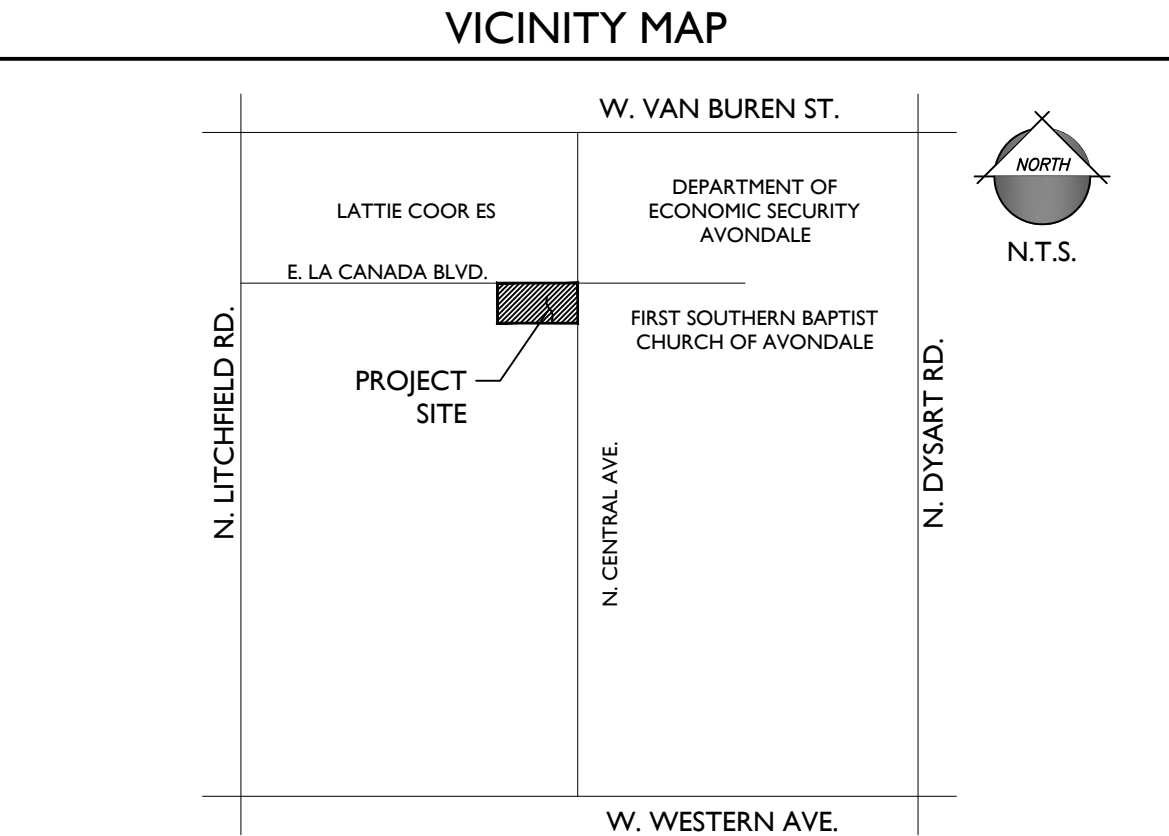 VICINITY MAP
W. VAN BUREN ST.
NORTH
N.T.S.
LATTIE COOR ES
DEPARTMENT OF
ECONOMIC SECURITY
AVONDALE
E. LA CANADA BLVD.
FIRST SOUTHERN BAPTIST
CHURCH OF AVONDALE
PROJECT
SITE
N. LITCHFIELD RD.
N. CENTRAL AVE.
N. DYSART RD.
W. WESTERN AVE.